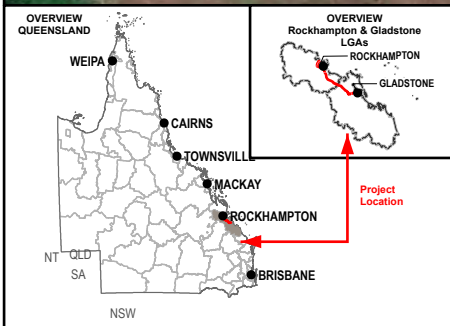 OVERVIEW
QUEENSLAND
WEIPA
CAIRNS
TOWNSVILLE
MACKAY
ROCKHAMPTON
BRISBANE
NT
QLD
SA
NSW
OVERVIEW
Rockhampton & Gladstone
LGAs
ROCKHAMPTON
GLADSTONE
Project
Location